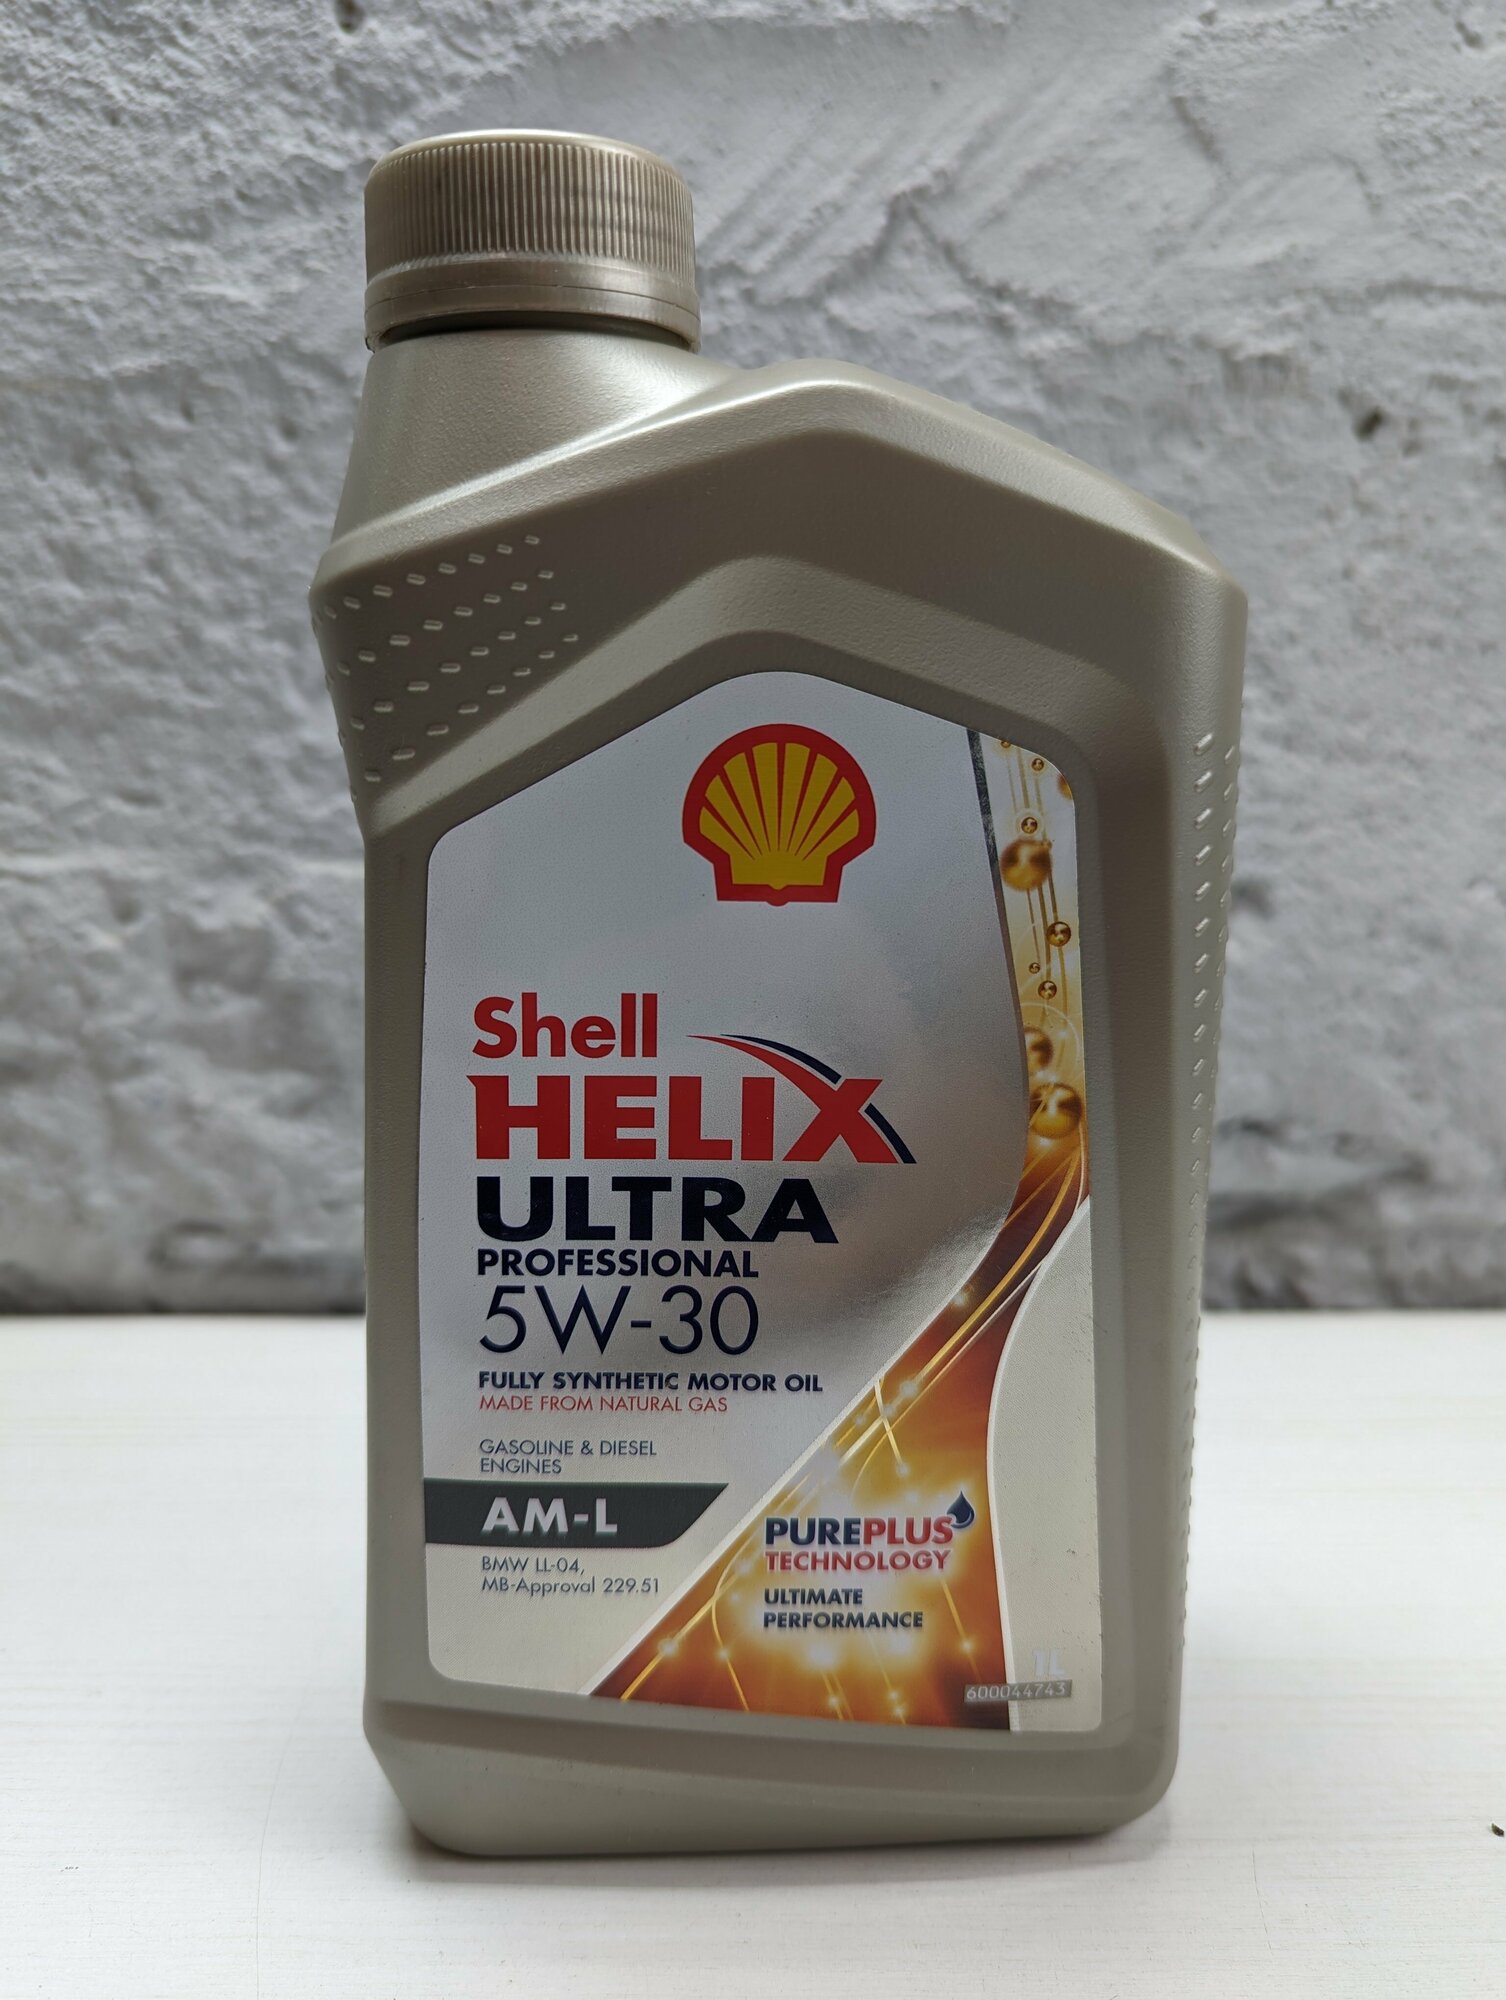 Shell
HELIX
ULTRA
PROFESSIONAL
5W-30
FULLY SYNTHETIC MOTOR OIL
MADE FROM NATURAL GAS
GASOLINE & DIESEL
ENGINES
AM-L
BMW LL-04,
MB-Approval 229.51
PUREPLUS
TECHNOLOGY
ULTIMATE
PERFORMANCE
1L
600044743